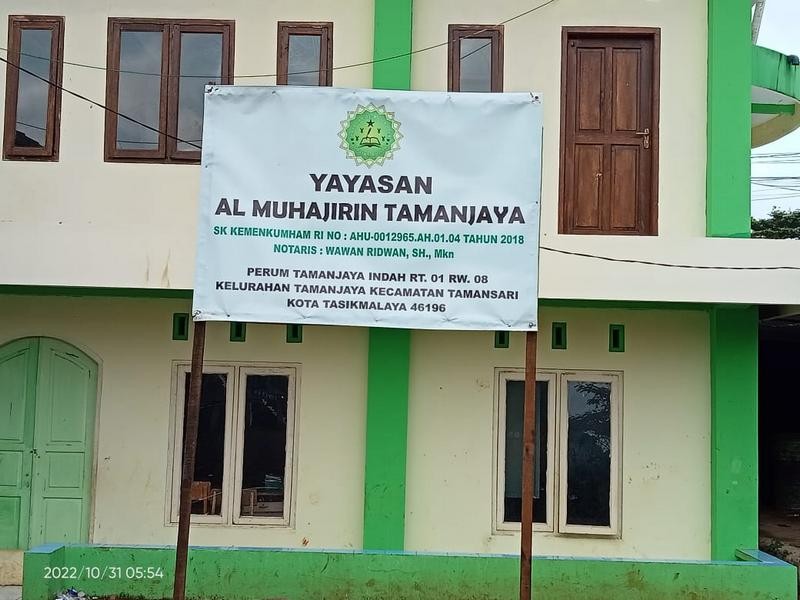 YAYASAN
AL MUHAJIRIN TAMANJAYA
SK KEMENKUMHAM RI NO : AHU-0012965.AH.01.04 TAHUN 2018
NOTARIS : WAWAN RIDWAN, SH., Mkn
PERUM TAMANJAYA INDAH RT. 01 RW. 08
KELURAHAN TAMANJAYA KECAMATAN TAMANSARI
KOTA TASIKMALAYA 46196
2022/10/31 05:54